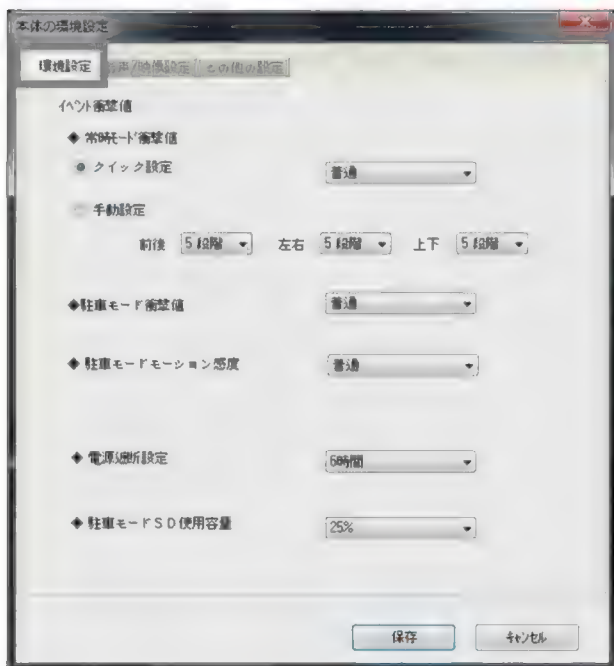 本体の環境設定
環境設定 音声/映像設定 その他の設定
イベント衝撃値
◆ 常時モード衝撃値
クイック設定 普通
手動設定
前後 5段階 左右 5段階 上下 5段階
◆駐車モード衝撃値 普通
◆ 駐車モードモーション感度 普通
◆ 電源遮断設定 6時間
◆ 駐車モードSD使用容量 25%
保存 キャンセル